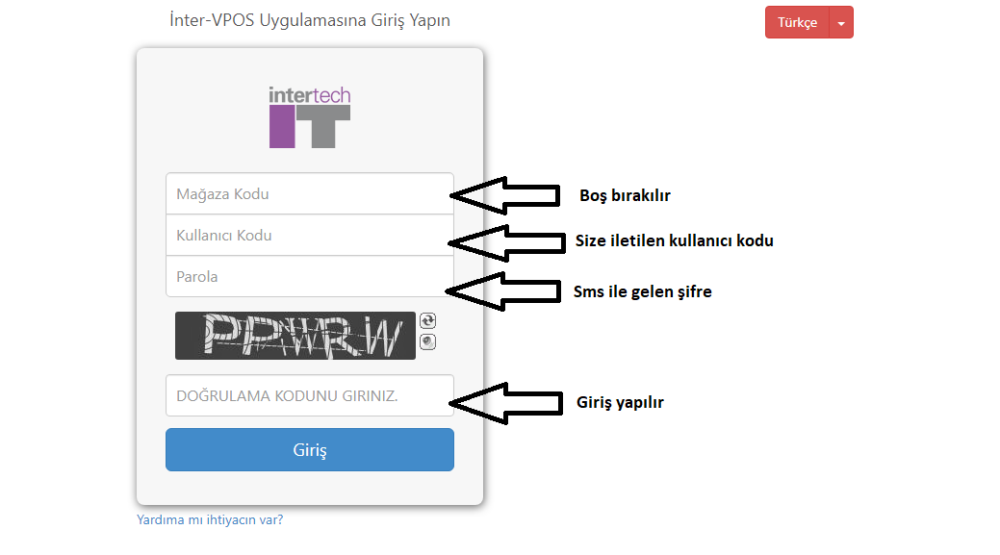 İnter-VPOS Uygulamasına Giriş Yapın
Türkçe
intertech
IT
Mağaza Kodu
Boş bırakılır
Kullanıcı Kodu
Size iletilen kullanıcı kodu
Parola
Sms ile gelen şifre
PPWRW
DOĞRULAMA KODUNU GIRINIZ.
Giriş yapılır
Giriş
Yardıma mı ihtiyacın var?